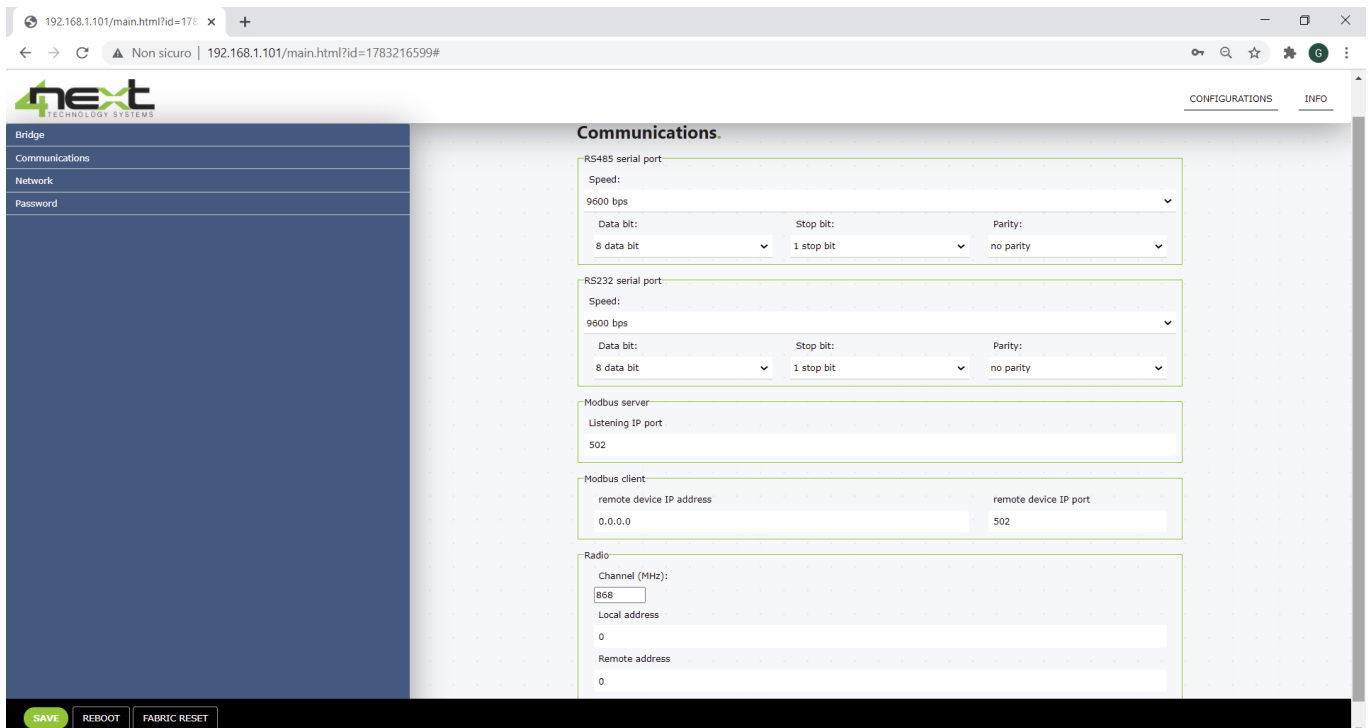 192.168.1.101/main.html?id=178
Non sicuro | 192.168.1.101/main.html?id=1783216599#
G
4next
TECHNOLOGY SYSTEMS
CONFIGURATIONS INFO
Bridge
Communications
Network
Password
Communications.
RS485 serial port
Speed:
9600 bps
Data bit: Stop bit: Parity:
8 data bit 1 stop bit no parity
RS232 serial port
Speed:
9600 bps
Data bit: Stop bit: Parity:
8 data bit 1 stop bit no parity
Modbus server
Listening IP port
502
Modbus client
remote device IP address remote device IP port
0.0.0.0 502
Radio
Channel (MHz):
868
Local address
0
Remote address
0
SAVE REBOOT FABRIC RESET